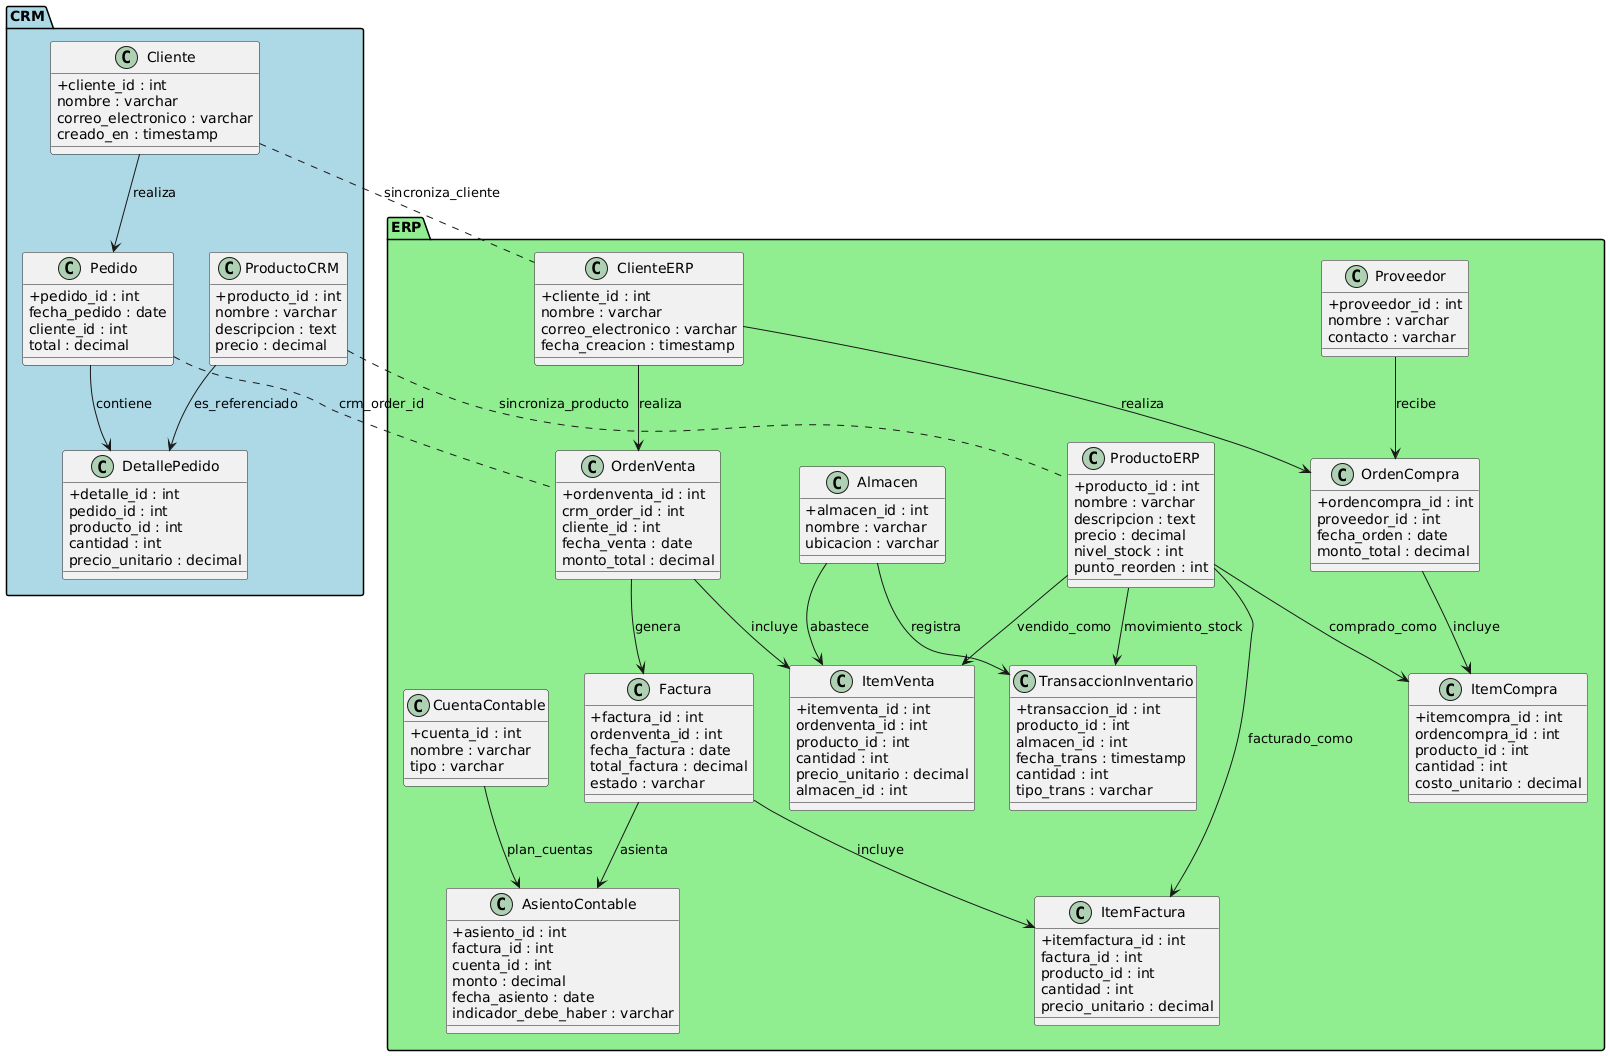 CRM
C Cliente
+cliente_id : int
nombre : varchar
correo_electronico : varchar
creado_en : timestamp
realiza
sincroniza_cliente
C Pedido
+pedido_id : int
fecha_pedido : date
cliente_id : int
total : decimal
C ProductoCRM
+producto_id : int
nombre : varchar
descripcion : text
precio : decimal
contiene
es_referenciado
crm_order_id
sincroniza_producto
C DetallePedido
+detalle_id : int
pedido_id : int
producto_id : int
cantidad : int
precio_unitario : decimal
ERP
C ClienteERP
+cliente_id : int
nombre : varchar
correo_electronico : varchar
fecha_creacion : timestamp
C Proveedor
+proveedor_id : int
nombre : varchar
contacto : varchar
realiza
realiza
recibe
C OrdenVenta
+ordenventa_id : int
crm_order_id : int
cliente_id : int
fecha_venta : date
monto_total : decimal
C Almacen
+almacen_id : int
nombre : varchar
ubicacion : varchar
C ProductoERP
+producto_id : int
nombre : varchar
descripcion : text
precio : decimal
nivel_stock : int
punto_reorden : int
C OrdenCompra
+ordencompra_id : int
proveedor_id : int
fecha_orden : date
monto_total : decimal
genera
incluye
abastece
registra
vendido_como
movimiento_stock
comprado_como
incluye
C CuentaContable
+cuenta_id : int
nombre : varchar
tipo : varchar
C Factura
+factura_id : int
ordenventa_id : int
fecha_factura : date
total_factura : decimal
estado : varchar
C ItemVenta
+itemventa_id : int
ordenventa_id : int
producto_id : int
cantidad : int
precio_unitario : decimal
almacen_id : int
C TransaccionInventario
+transaccion_id : int
producto_id : int
almacen_id : int
fecha_trans : timestamp
cantidad : int
tipo_trans : varchar
facturado_como
C ItemCompra
+itemcompra_id : int
ordencompra_id : int
producto_id : int
cantidad : int
costo_unitario : decimal
plan_cuentas
asienta
incluye
C AsientoContable
+asiento_id : int
factura_id : int
cuenta_id : int
monto : decimal
fecha_asiento : date
indicador_debe_haber : varchar
C ItemFactura
+itemfactura_id : int
factura_id : int
producto_id : int
cantidad : int
precio_unitario : decimal